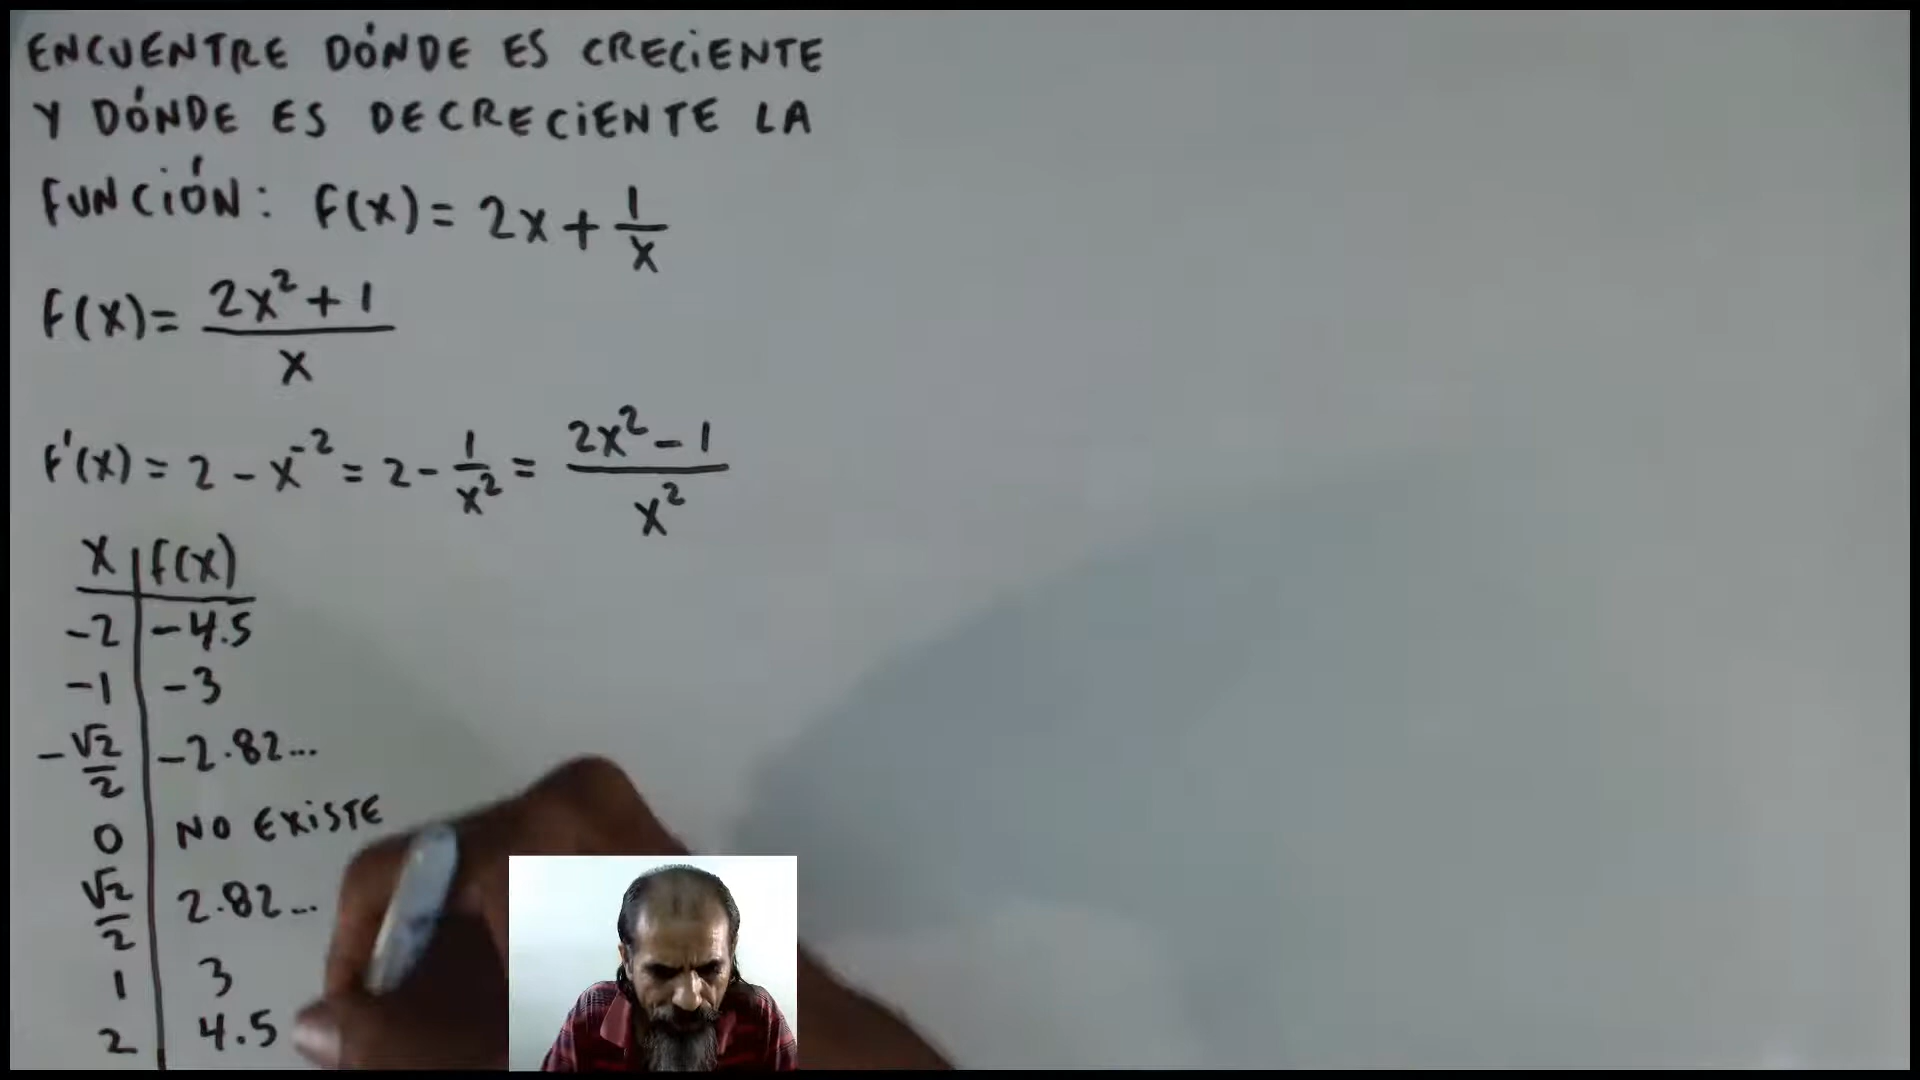 ENCUENTRE DÓNDE ES CRECiENTE
Y DÓNDE ES DECRECiENTE LA
FUNCiÓN: F(X) = 2X + 1/X
F(X) = (2X² + 1)/X
F'(X) = 2 - X⁻² = 2 - 1/X² = (2X² - 1)/X²
X | F(X)
-2 | -4.5
-1 | -3
-√2/2 | -2.82...
0 | NO EXiSTE
√2/2 | 2.82...
1 | 3
2 | 4.5